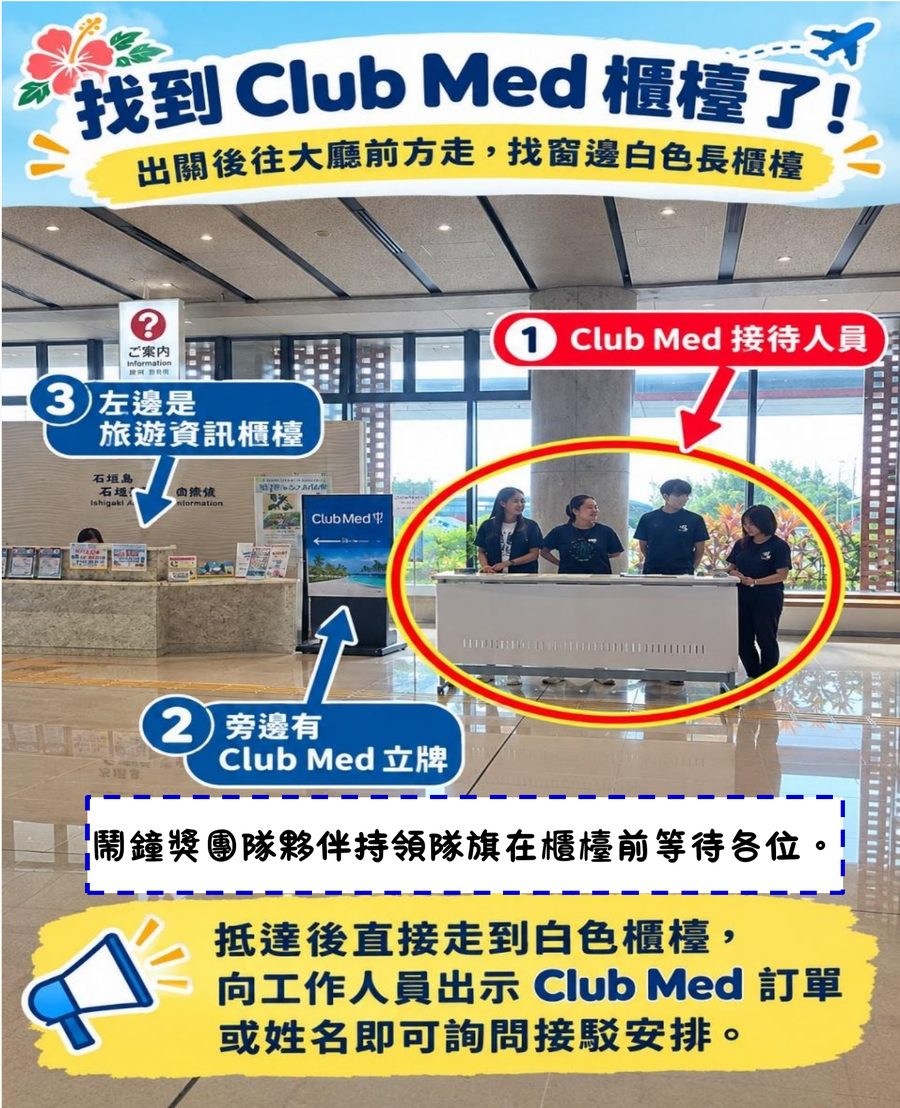 找到 Club Med 櫃檯了！
出關後往大廳前方走，找窗邊白色長櫃檯
?
ご案内
Information
1 Club Med 接待人員
3 左邊是
旅遊資訊櫃檯
石垣島
石垣
Ishigaki
Information
Club Med
2 旁邊有
Club Med 立牌
鬧鐘獎團隊夥伴持領隊旗在櫃檯前等待各位。
抵達後直接走到白色櫃檯，
向工作人員出示 Club Med 訂單
或姓名即可詢問接駁安排。